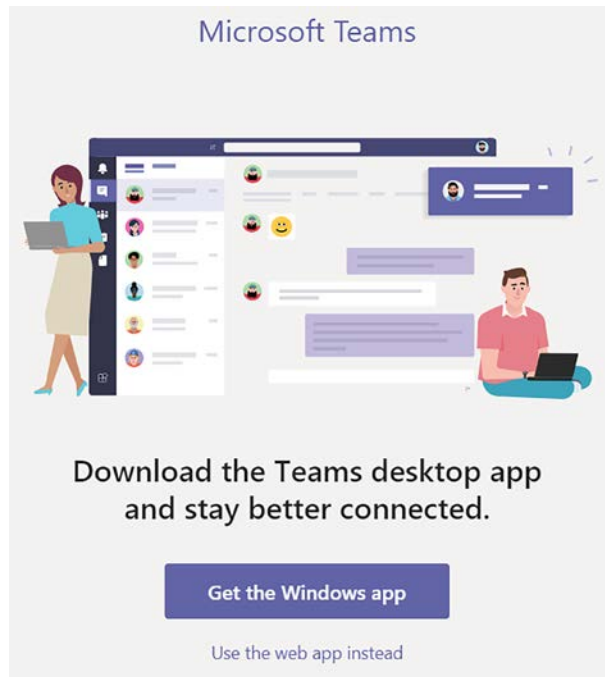 Microsoft Teams
Download the Teams desktop app
and stay better connected.
Get the Windows app
Use the web app instead